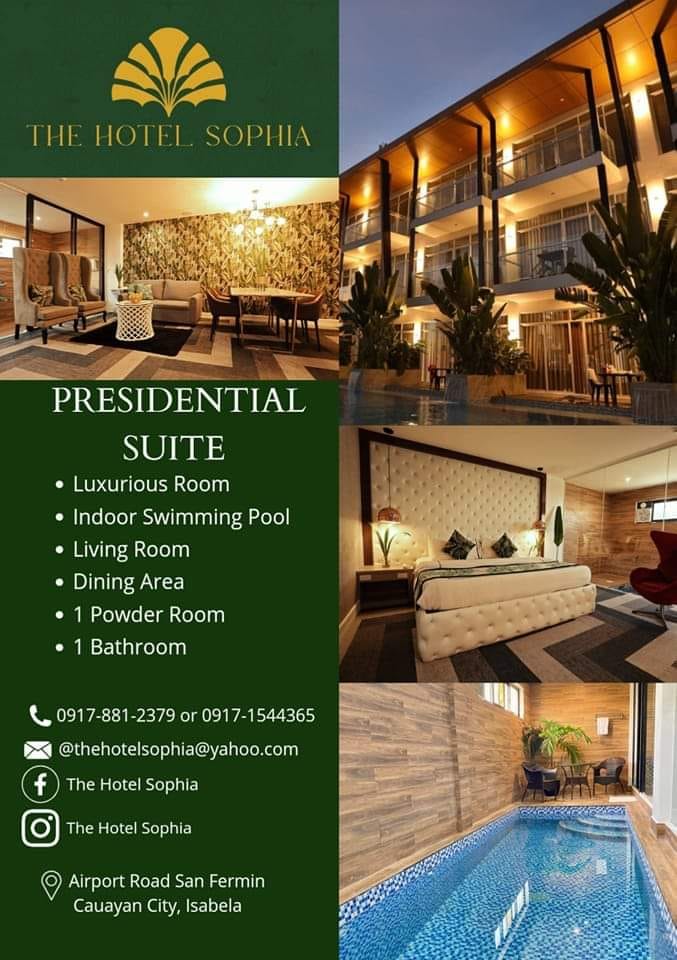 THE HOTEL SOPHIA
PRESIDENTIAL
SUITE
• Luxurious Room
• Indoor Swimming Pool
• Living Room
• Dining Area
• 1 Powder Room
• 1 Bathroom
0917-881-2379 or 0917-1544365
@thehotelsophia@yahoo.com
The Hotel Sophia
The Hotel Sophia
Airport Road San Fermin
Cauayan City, Isabela